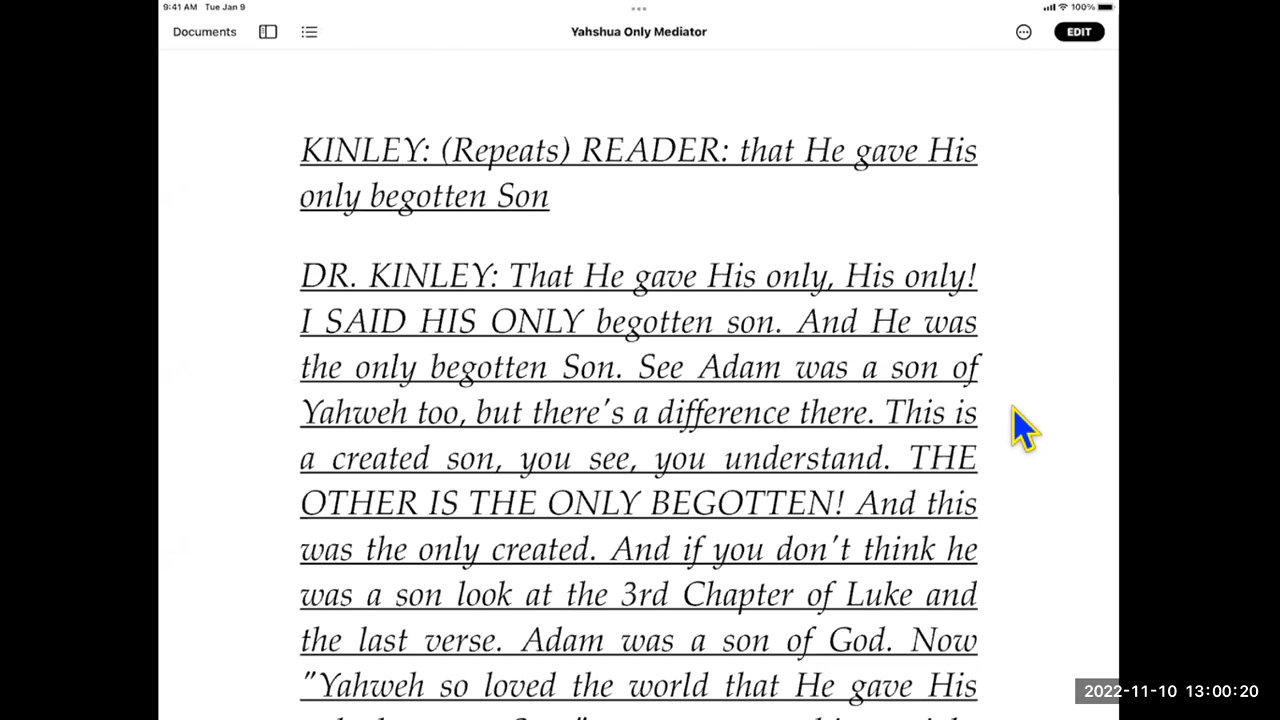 9:41 AM Tue Jan 9
100%
Documents
Yahshua Only Mediator
EDIT
KINLEY: (Repeats) READER: that He gave His
only begotten Son
DR. KINLEY: That He gave His only, His only!
I SAID HIS ONLY begotten son. And He was
the only begotten Son. See Adam was a son of
Yahweh too, but there's a difference there. This is
a created son, you see, you understand. THE
OTHER IS THE ONLY BEGOTTEN! And this
was the only created. And if you don't think he
was a son look at the 3rd Chapter of Luke and
the last verse. Adam was a son of God. Now
"Yahweh so loved the world that He gave His
2022-11-10 13:00:20